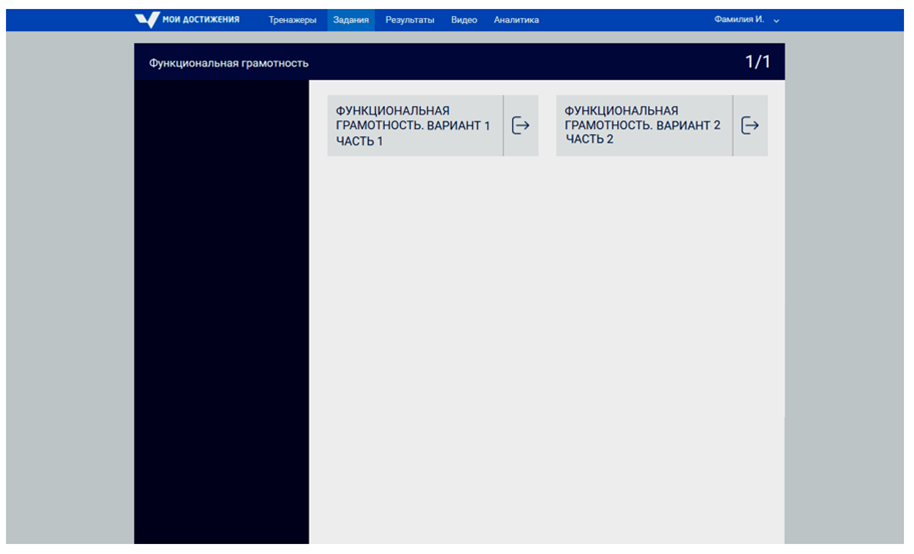 МОИ ДОСТИЖЕНИЯ Тренажеры Задания Результаты Видео Аналитика Фамилия И.
Функциональная грамотность 1/1
ФУНКЦИОНАЛЬНАЯ
ГРАМОТНОСТЬ. ВАРИАНТ 1
ЧАСТЬ 1
ФУНКЦИОНАЛЬНАЯ
ГРАМОТНОСТЬ. ВАРИАНТ 2
ЧАСТЬ 2